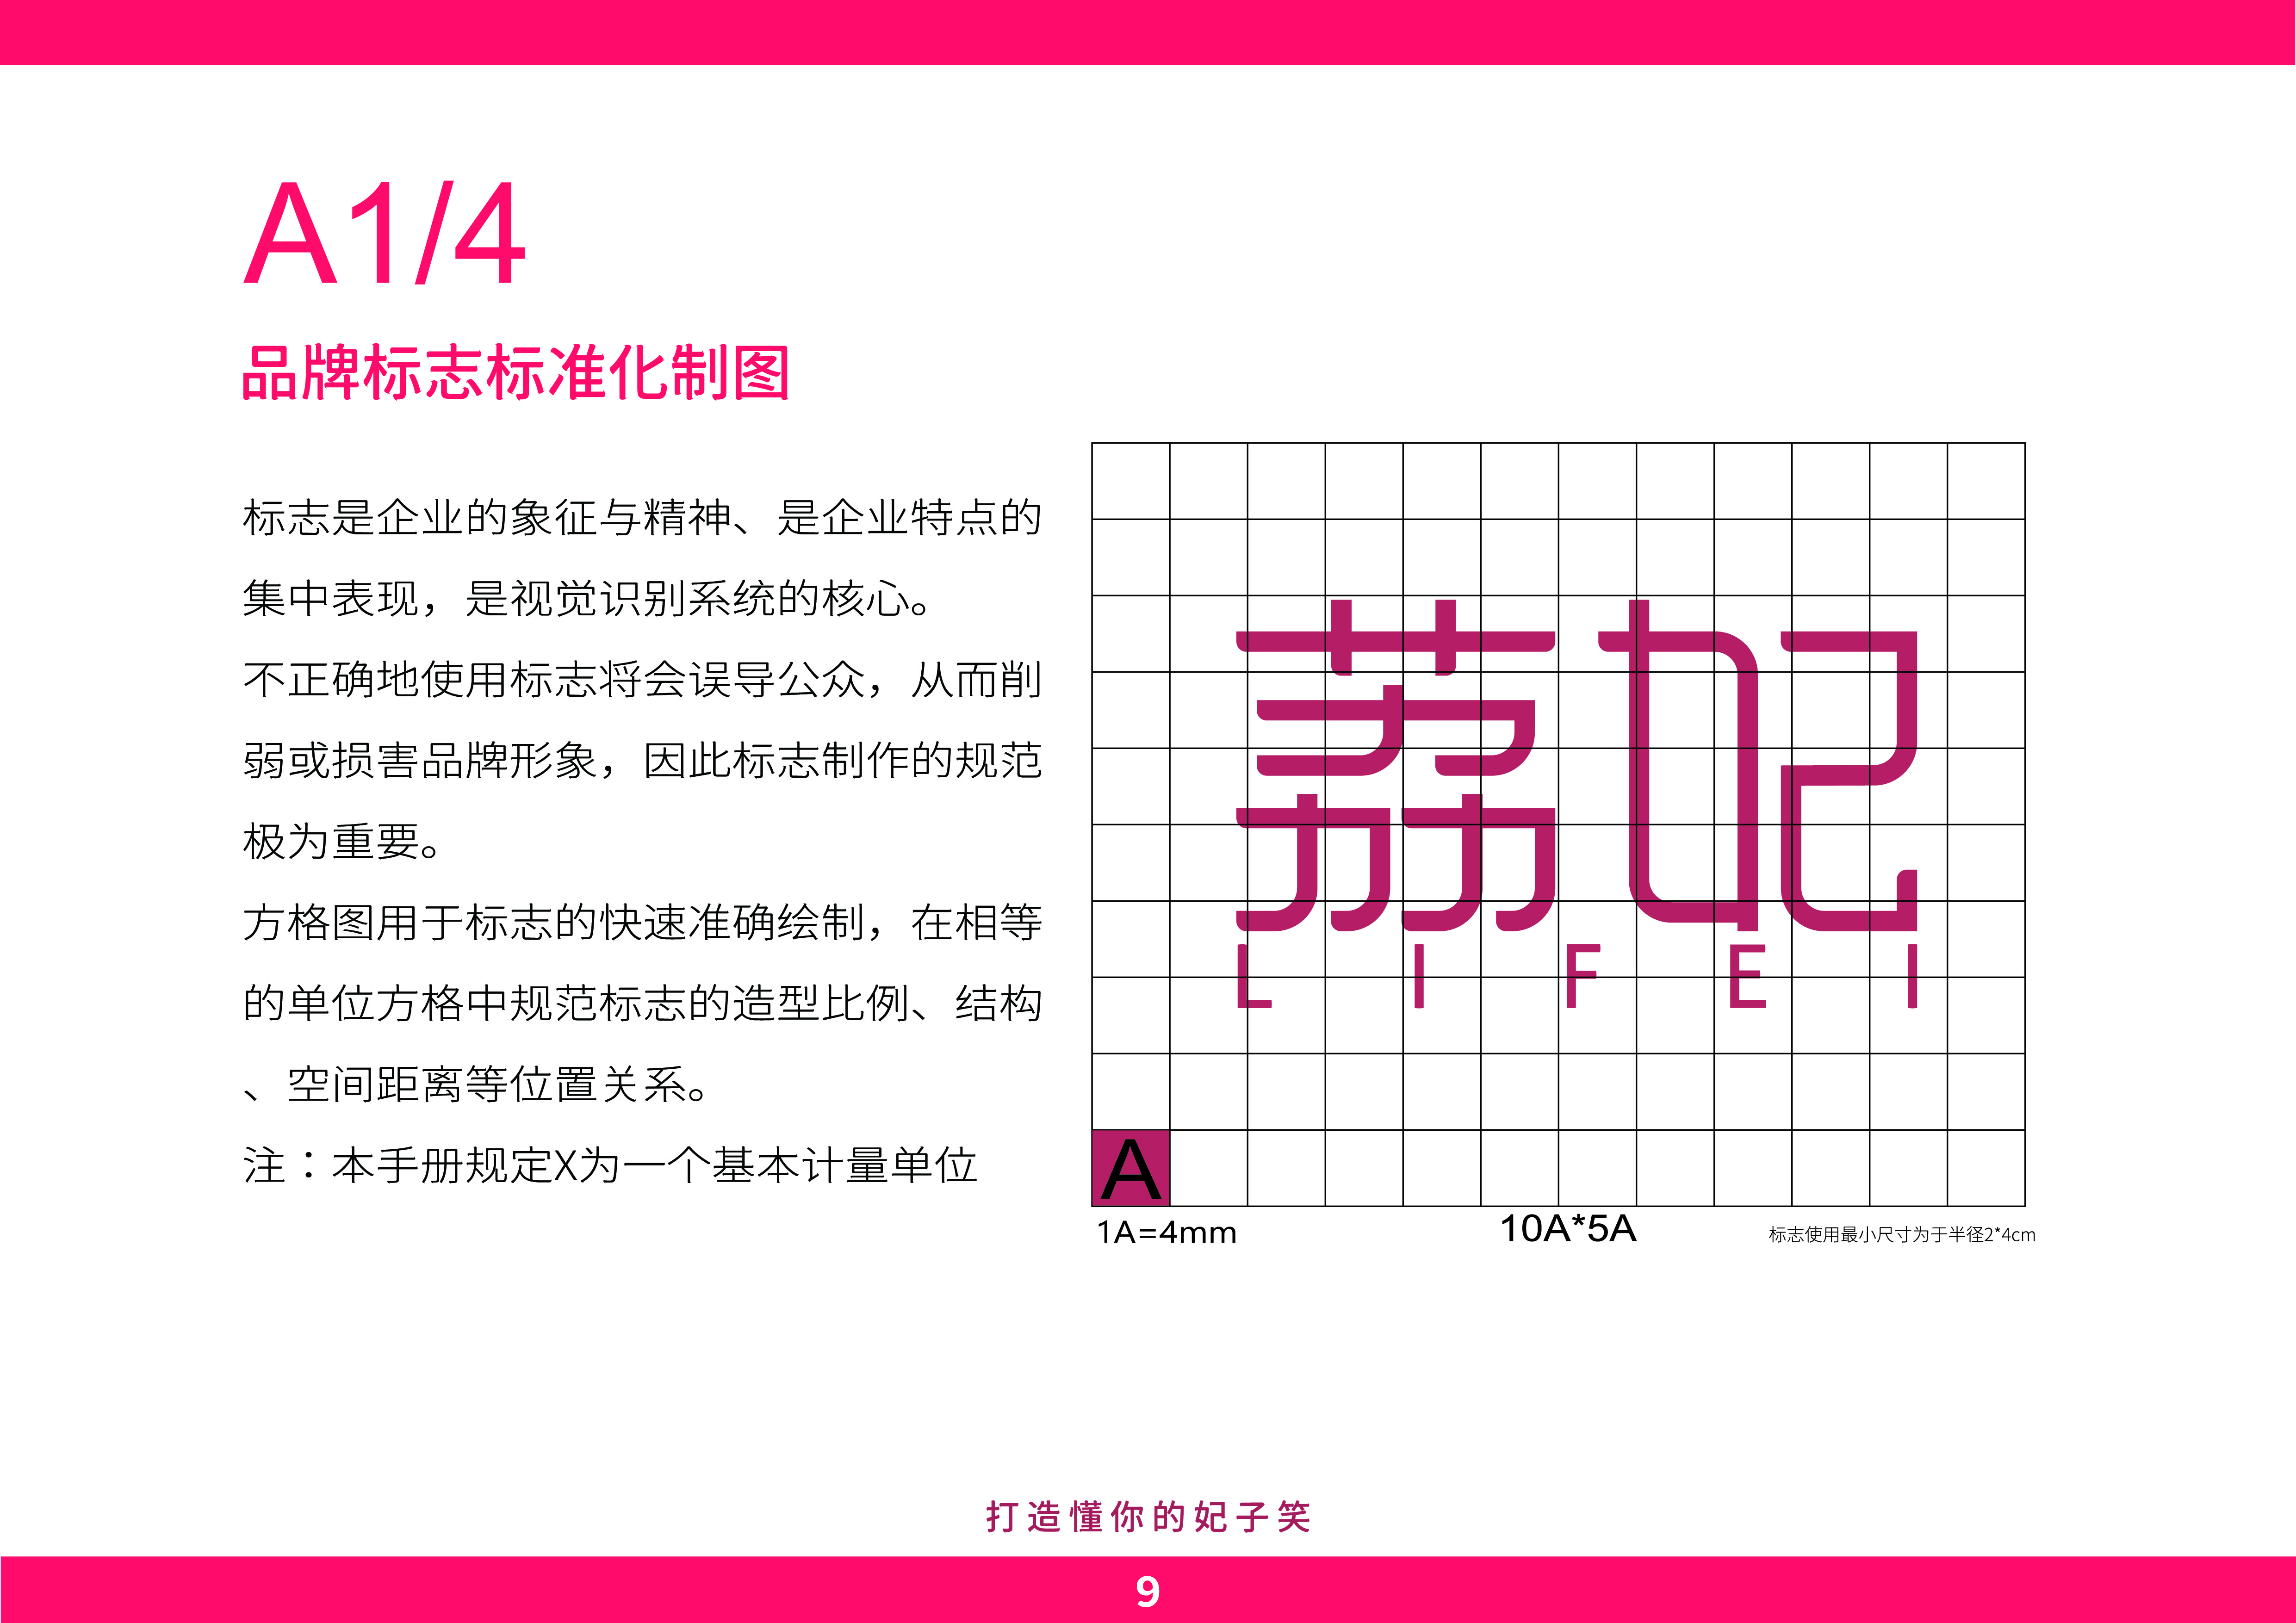 A1/4
品牌标志标准化制图
标志是企业的象征与精神、是企业特点的
集中表现，是视觉识别系统的核心。
不正确地使用标志将会误导公众，从而削
弱或损害品牌形象，因此标志制作的规范
极为重要。
方格图用于标志的快速准确绘制，在相等
的单位方格中规范标志的造型比例、结构
、空间距离等位置关系。
注：本手册规定X为一个基本计量单位
荔妃
LIFEI
A
1A=4mm
10A*5A
标志使用最小尺寸为于半径2*4cm
打造懂你的妃子笑
9